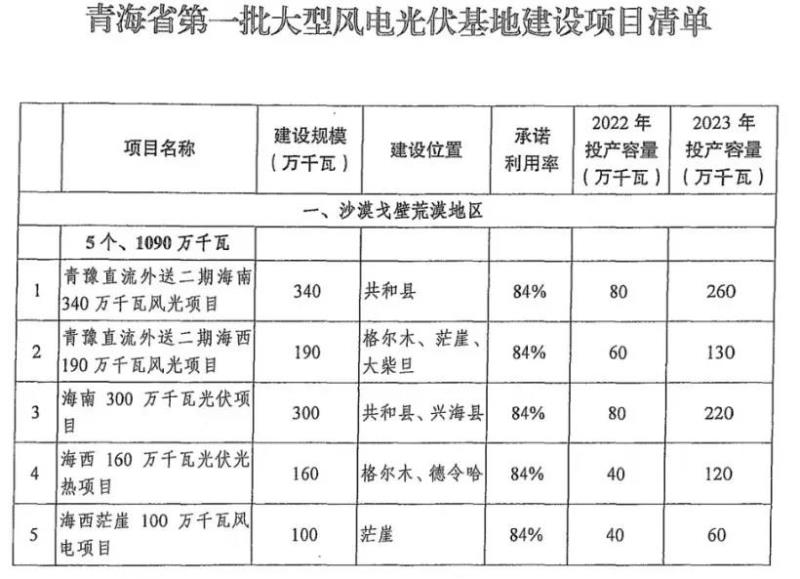 青海省第一批大型风电光伏基地建设项目清单
项目名称 建设规模（万千瓦） 建设位置 承诺利用率 2022 年投产容量（万千瓦） 2023 年投产容量（万千瓦）
一、沙漠戈壁荒漠地区
5 个、1090 万千瓦
1 青豫直流外送二期海南340 万千瓦风光项目 340 共和县 84% 80 260
2 青豫直流外送二期海西190 万千瓦风光项目 190 格尔木、茫崖、大柴旦 84% 60 130
3 海南 300 万千瓦光伏项目 300 共和县、兴海县 84% 80 220
4 海西 160 万千瓦光伏光热项目 160 格尔木、德令哈 84% 40 120
5 海西茫崖 100 万千瓦风电项目 100 茫崖 84% 40 60